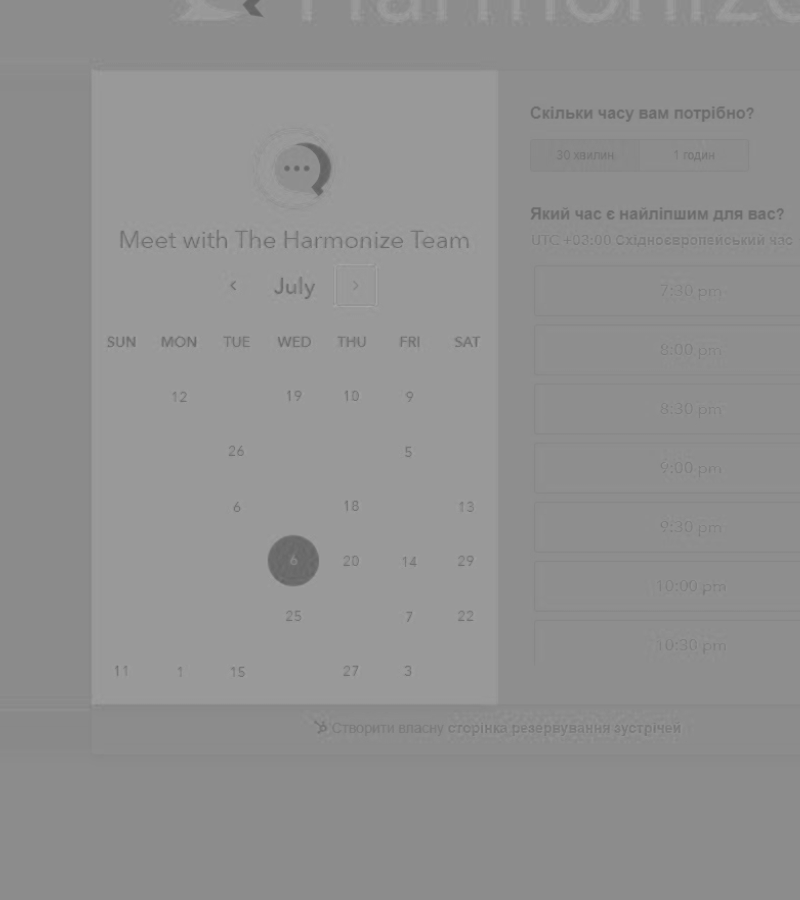 Harmonize
Meet with The Harmonize Team
July
SUN MON TUE WED THU FRI SAT
12 19 10 9
26 5
6 18 13
6 20 14 29
25 7 22
11 1 15 27 3
Скільки часу вам потрібно?
30 хвилин 1 годин
Який час є найліпшим для вас?
UTC +03:00 Східноєвропейський час
7:30 pm
8:00 pm
8:30 pm
9:00 pm
9:30 pm
10:00 pm
10:30 pm
Створити власну сторінка резервування зустрічей